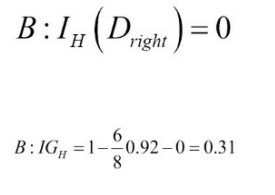 B : I_H (D_right) = 0
B : IG_H = 1 − 6/8 0.92 − 0 = 0.31